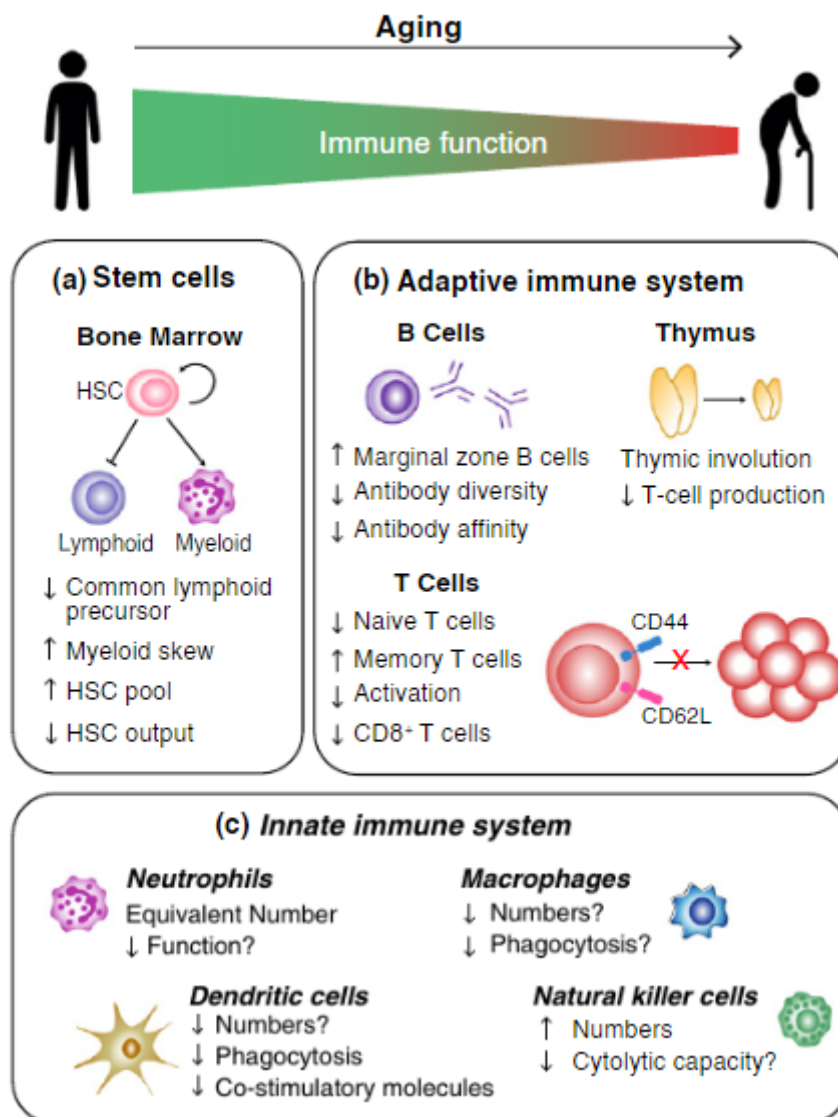 Aging
Immune function
(a) Stem cells
Bone Marrow
HSC
Lymphoid Myeloid
↓ Common lymphoid
precursor
↑ Myeloid skew
↑ HSC pool
↓ HSC output
(b) Adaptive immune system
B Cells
↑ Marginal zone B cells
↓ Antibody diversity
↓ Antibody affinity
Thymus
Thymic involution
↓ T-cell production
T Cells
↓ Naive T cells
↑ Memory T cells
↓ Activation
↓ CD8⁺ T cells
CD44
X
CD62L
(c) Innate immune system
Neutrophils
Equivalent Number
↓ Function?
Macrophages
↓ Numbers?
↓ Phagocytosis?
Dendritic cells
↓ Numbers?
↓ Phagocytosis
↓ Co-stimulatory molecules
Natural killer cells
↑ Numbers
↓ Cytolytic capacity?